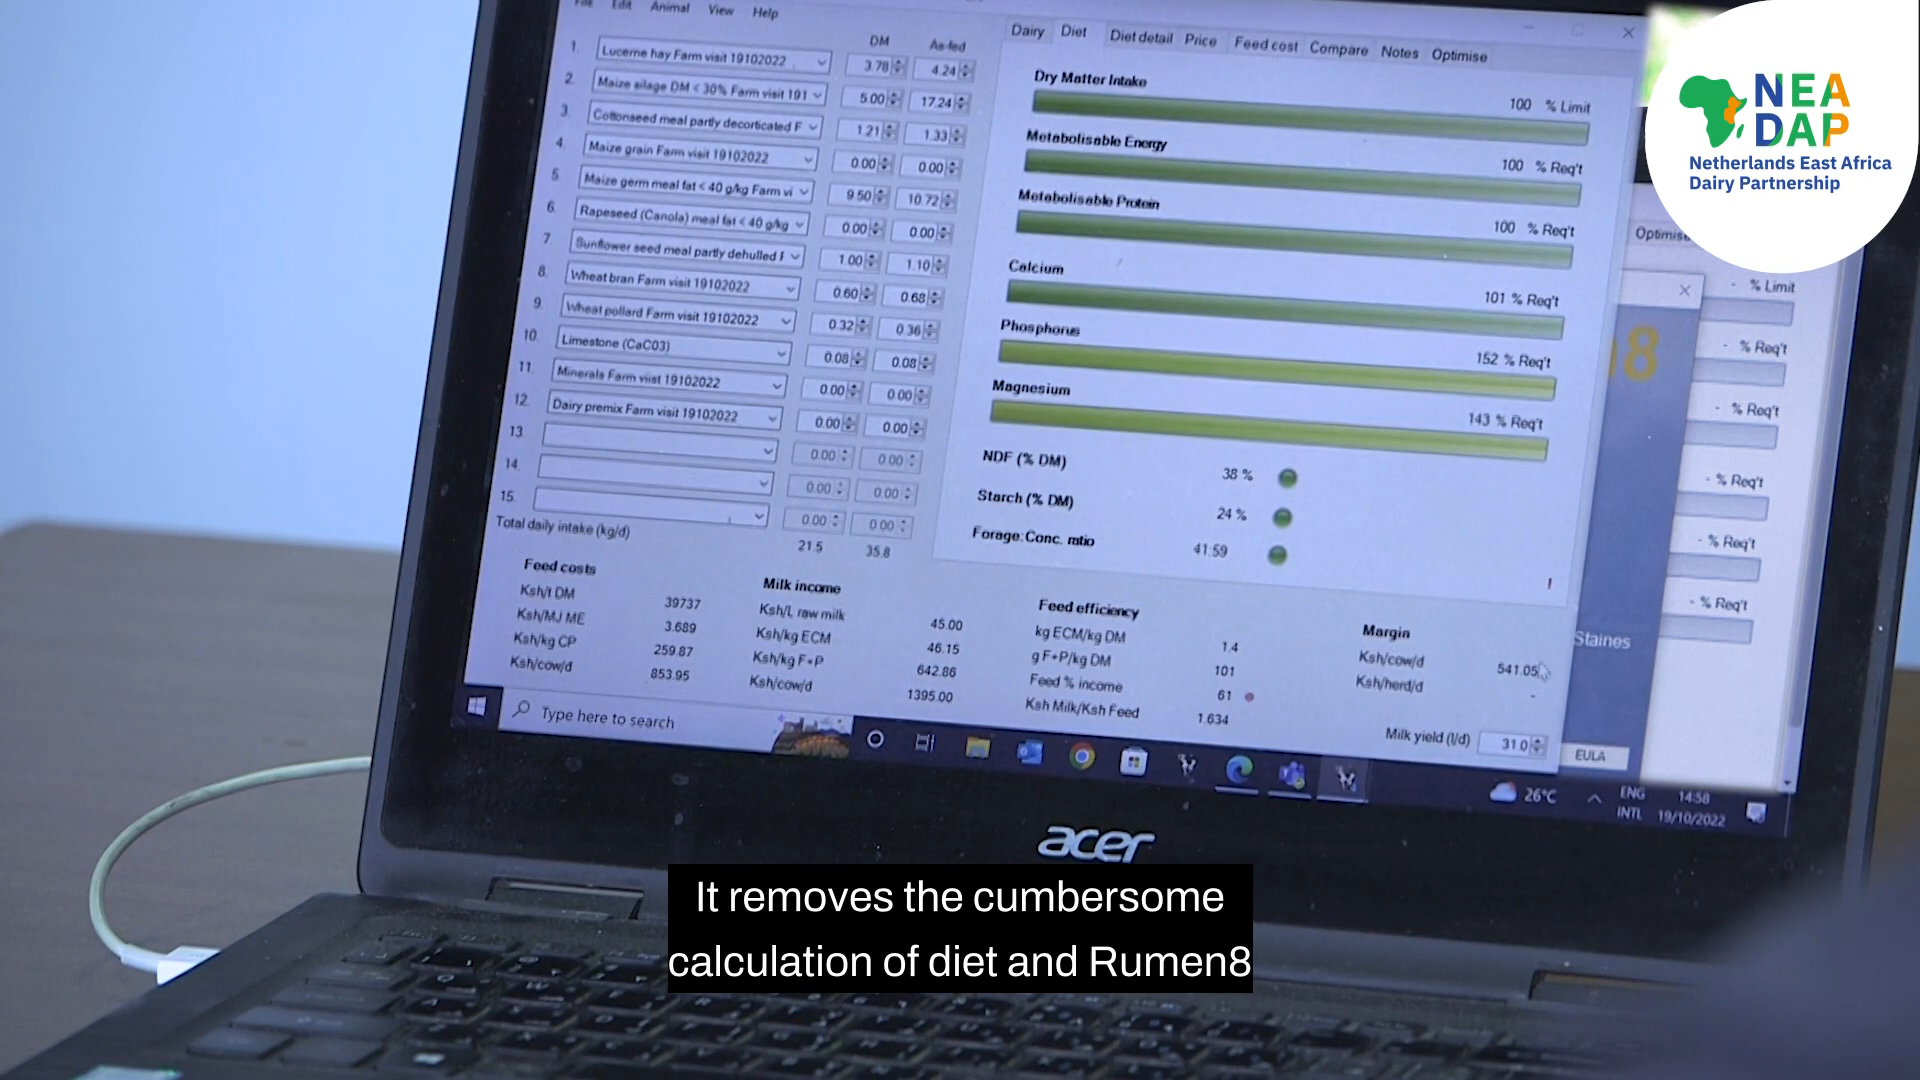 File Edit Animal View Help
DM As-fed
1. Lucerne hay Farm visit 19102022 3.78 4.24
2. Maize silage DM < 30% Farm visit 191 5.00 17.24
3. Cottonseed meal partly decorticated F 1.21 1.33
4. Maize grain Farm visit 19102022 0.00 0.00
5. Maize germ meal fat < 40 g/kg Farm vi 9.50 10.72
6. Rapeseed (Canola) meal fat < 40 g/kg 0.00 0.00
7. Sunflower seed meal partly dehulled F 1.00 1.10
8. Wheat bran Farm visit 19102022 0.60 0.68
9. Wheat pollard Farm visit 19102022 0.32 0.36
10. Limestone (CaCO3) 0.08 0.08
11. Minerals Farm visit 19102022 0.00 0.00
12. Dairy premix Farm visit 19102022 0.00 0.00
13. 0.00 0.00
14. 0.00 0.00
15. 0.00 0.00
Total daily intake (kg/d) 21.5 35.8
Dairy Diet Diet detail Price Feed cost Compare Notes Optimise
Dry Matter Intake 100 % Limit
Metabolisable Energy 100 % Req't
Metabolisable Protein 100 % Req't
Calcium 101 % Req't
Phosphorus 152 % Req't
Magnesium 143 % Req't
NDF (% DM) 38 %
Starch (% DM) 24 %
Forage:Conc. ratio 41:59
!
Feed costs
Ksh/t DM 39737
Ksh/MJ ME 3.689
Ksh/kg CP 259.87
Ksh/cow/d 853.95
Milk income
Ksh/L raw milk 45.00
Ksh/kg ECM 46.15
Ksh/kg F+P 642.86
Ksh/cow/d 1395.00
Feed efficiency
kg ECM/kg DM 1.4
g F+P/kg DM 101
Feed % income 61
Ksh Milk/Ksh Feed 1.634
Margin
Ksh/cow/d 541.05
Ksh/herd/d -
Milk yield (l/d) 31.0
Optimise
- % Limit
- % Req't
- % Req't
- % Req't
- % Req't
- % Req't
8
Staines
EULA
Type here to search
26°C
ENG
INTL
14:58
19/10/2022
acer
NEA
DAP
Netherlands East Africa
Dairy Partnership
It removes the cumbersome
calculation of diet and Rumen8